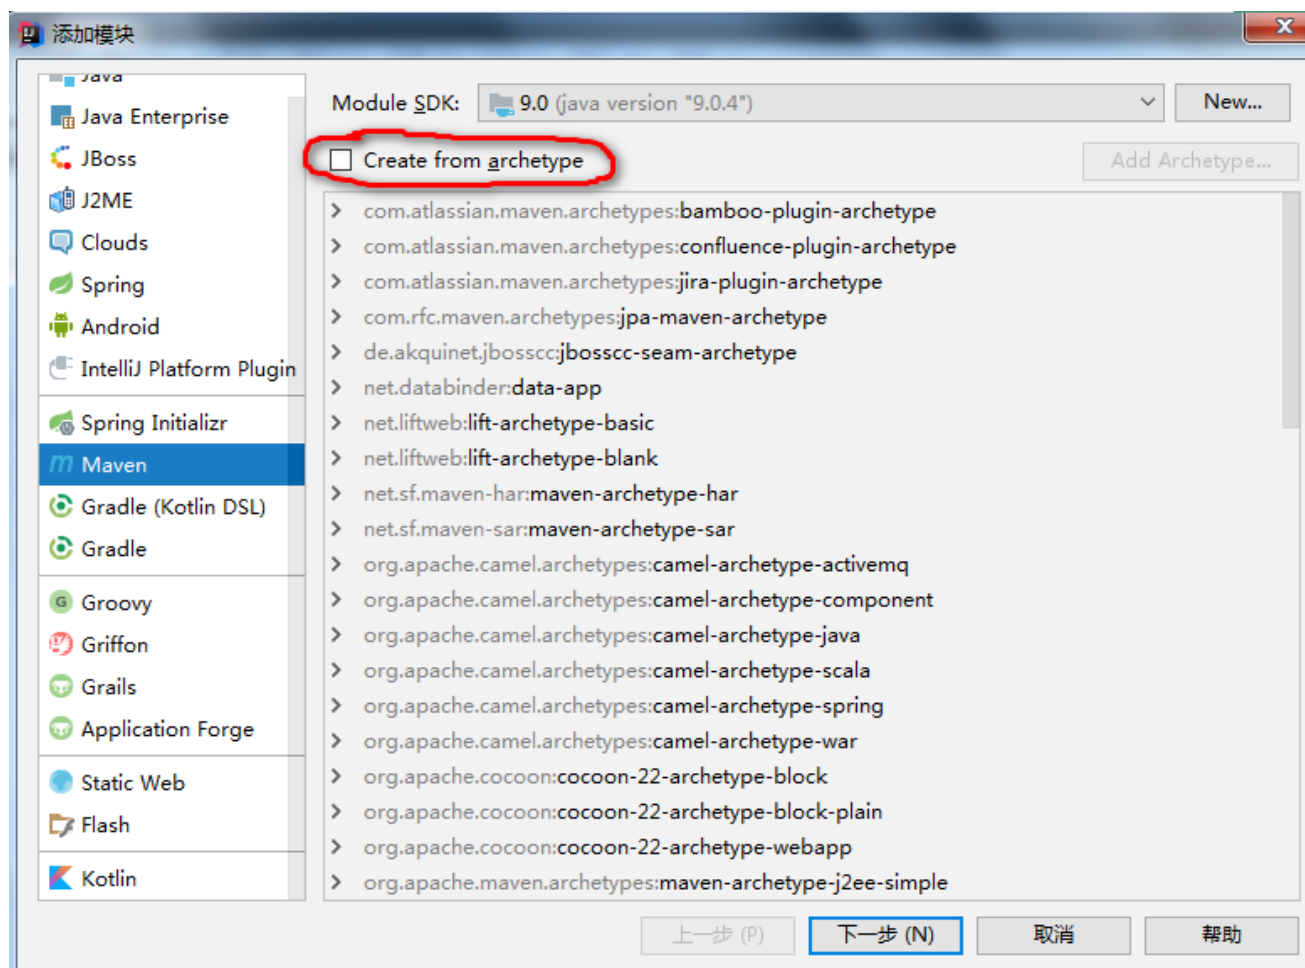 添加模块
Java
Java Enterprise
JBoss
J2ME
Clouds
Spring
Android
IntelliJ Platform Plugin
Spring Initializr
Maven
Gradle (Kotlin DSL)
Gradle
Groovy
Griffon
Grails
Application Forge
Static Web
Flash
Kotlin
Module SDK: 9.0 (java version "9.0.4") New...
Create from archetype Add Archetype...
com.atlassian.maven.archetypes:bamboo-plugin-archetype
com.atlassian.maven.archetypes:confluence-plugin-archetype
com.atlassian.maven.archetypes:jira-plugin-archetype
com.rfc.maven.archetypes:jpa-maven-archetype
de.akquinet.jbosscc:jbosscc-seam-archetype
net.databinder:data-app
net.liftweb:lift-archetype-basic
net.liftweb:lift-archetype-blank
net.sf.maven-har:maven-archetype-har
net.sf.maven-sar:maven-archetype-sar
org.apache.camel.archetypes:camel-archetype-activemq
org.apache.camel.archetypes:camel-archetype-component
org.apache.camel.archetypes:camel-archetype-java
org.apache.camel.archetypes:camel-archetype-scala
org.apache.camel.archetypes:camel-archetype-spring
org.apache.camel.archetypes:camel-archetype-war
org.apache.cocoon:cocoon-22-archetype-block
org.apache.cocoon:cocoon-22-archetype-block-plain
org.apache.cocoon:cocoon-22-archetype-webapp
org.apache.maven.archetypes:maven-archetype-j2ee-simple
上一步 (P) 下一步 (N) 取消 帮助